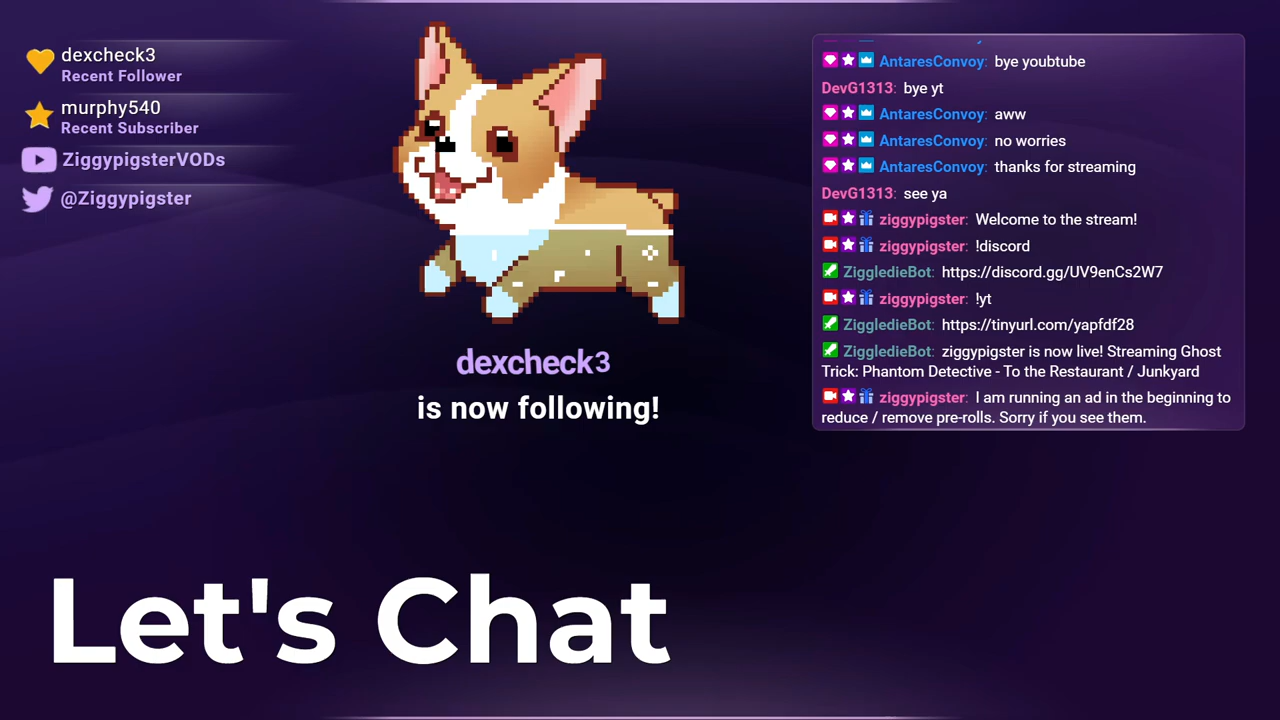 dexcheck3
Recent Follower
murphy540
Recent Subscriber
ZiggypigsterVODs
@Ziggypigster
dexcheck3
is now following!
AntaresConvoy: bye youbtube
DevG1313: bye yt
AntaresConvoy: aww
AntaresConvoy: no worries
AntaresConvoy: thanks for streaming
DevG1313: see ya
ziggypigster: Welcome to the stream!
ziggypigster: !discord
ZiggledieBot: https://discord.gg/UV9enCs2W7
ziggypigster: !yt
ZiggledieBot: https://tinyurl.com/yapfdf28
ZiggledieBot: ziggypigster is now live! Streaming Ghost
Trick: Phantom Detective - To the Restaurant / Junkyard
ziggypigster: I am running an ad in the beginning to
reduce / remove pre-rolls. Sorry if you see them.
Let's Chat